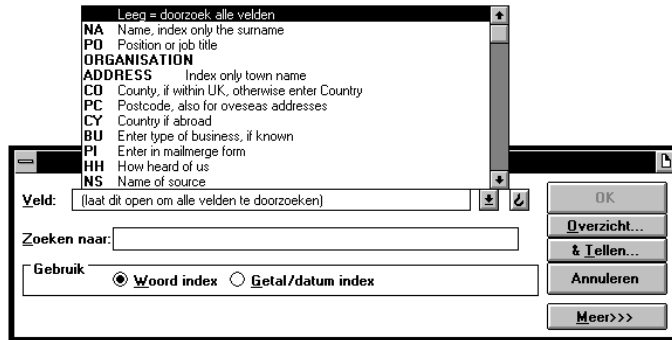 Leeg = doorzoek alle velden
NA Name, index only the surname
PO Position or job title
ORGANISATION
ADDRESS Index only town name
CO County, if within UK, otherwise enter Country
PC Postcode, also for oveseas addresses
CY Country if abroad
BU Enter type of business, if known
PI Enter in mailmerge form
HH How heard of us
NS Name of source
Veld: (laat dit open om alle velden te doorzoeken)
OK
Overzicht...
Zoeken naar:
& Tellen...
Gebruik
Woord index Getal/datum index
Annuleren
Meer>>>